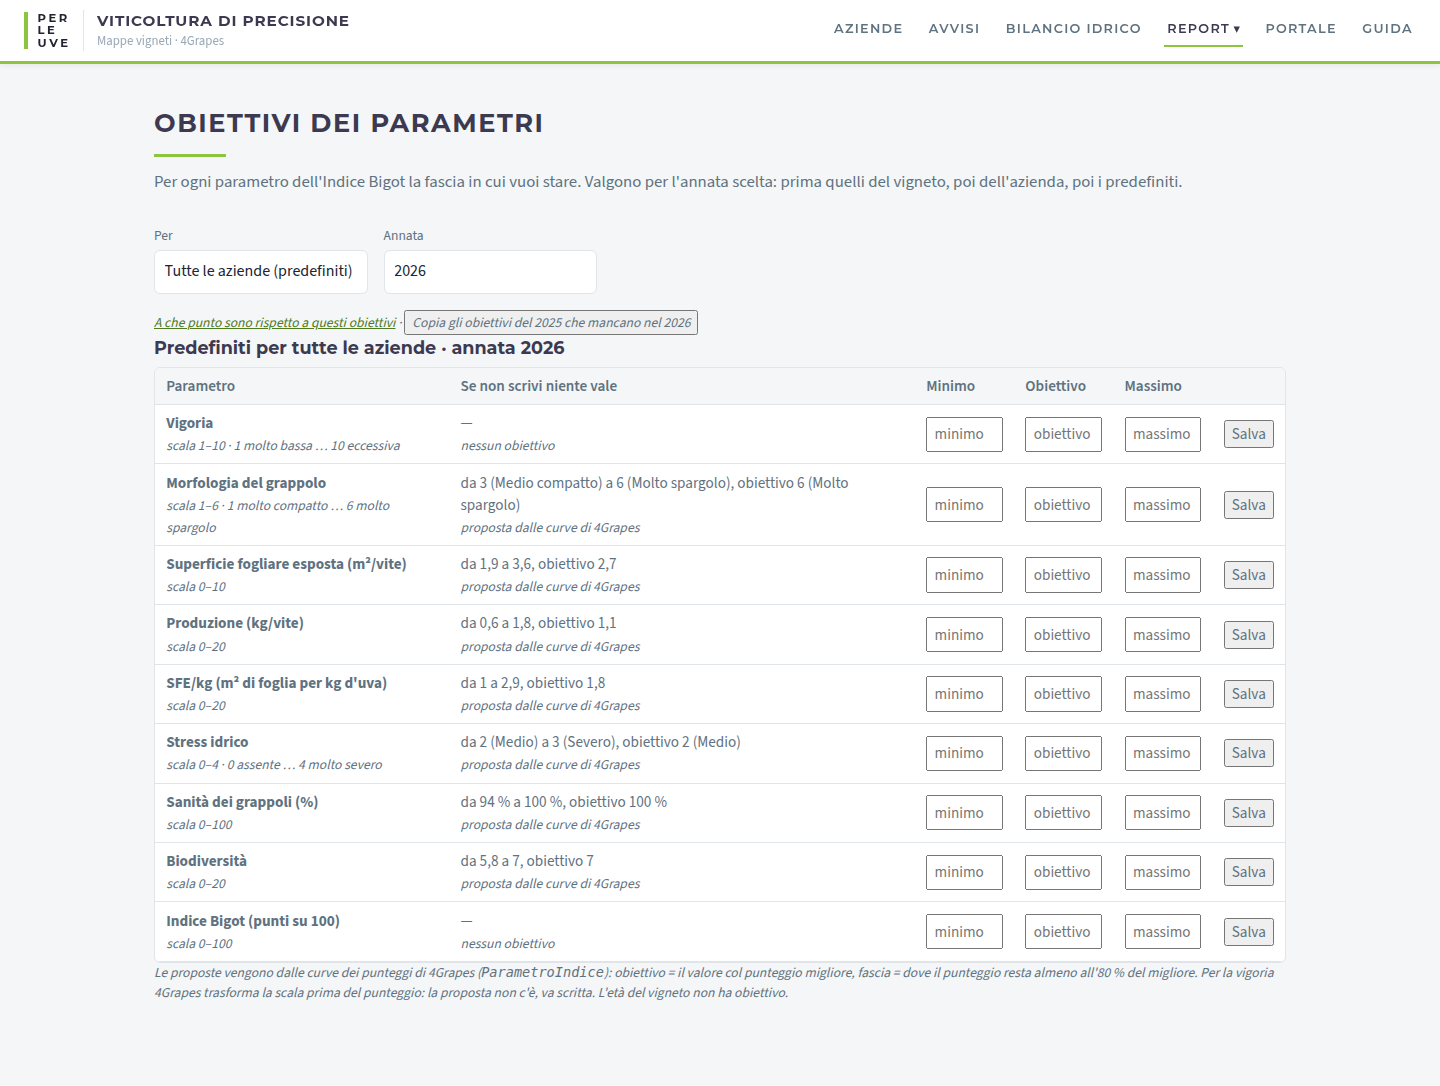 PER
LE
UVE
VITICOLTURA DI PRECISIONE
Mappe vigneti · 4Grapes
AZIENDE AVVISI BILANCIO IDRICO REPORT ▾ PORTALE GUIDA
OBIETTIVI DEI PARAMETRI
Per ogni parametro dell'Indice Bigot la fascia in cui vuoi stare. Valgono per l'annata scelta: prima quelli del vigneto, poi dell'azienda, poi i predefiniti.
Per Annata
Tutte le aziende (predefiniti) 2026
A che punto sono rispetto a questi obiettivi · Copia gli obiettivi del 2025 che mancano nel 2026
Predefiniti per tutte le aziende · annata 2026
Parametro Se non scrivi niente vale Minimo Obiettivo Massimo
Vigoria —
scala 1–10 · 1 molto bassa … 10 eccessiva nessun obiettivo
minimo obiettivo massimo Salva
Morfologia del grappolo da 3 (Medio compatto) a 6 (Molto spargolo), obiettivo 6 (Molto
scala 1–6 · 1 molto compatto … 6 molto spargolo)
spargolo proposta dalle curve di 4Grapes
minimo obiettivo massimo Salva
Superficie fogliare esposta (m²/vite) da 1,9 a 3,6, obiettivo 2,7
scala 0–10 proposta dalle curve di 4Grapes
minimo obiettivo massimo Salva
Produzione (kg/vite) da 0,6 a 1,8, obiettivo 1,1
scala 0–20 proposta dalle curve di 4Grapes
minimo obiettivo massimo Salva
SFE/kg (m² di foglia per kg d'uva) da 1 a 2,9, obiettivo 1,8
scala 0–20 proposta dalle curve di 4Grapes
minimo obiettivo massimo Salva
Stress idrico da 2 (Medio) a 3 (Severo), obiettivo 2 (Medio)
scala 0–4 · 0 assente … 4 molto severo proposta dalle curve di 4Grapes
minimo obiettivo massimo Salva
Sanità dei grappoli (%) da 94 % a 100 %, obiettivo 100 %
scala 0–100 proposta dalle curve di 4Grapes
minimo obiettivo massimo Salva
Biodiversità da 5,8 a 7, obiettivo 7
scala 0–20 proposta dalle curve di 4Grapes
minimo obiettivo massimo Salva
Indice Bigot (punti su 100) —
scala 0–100 nessun obiettivo
minimo obiettivo massimo Salva
Le proposte vengono dalle curve dei punteggi di 4Grapes (ParametroIndice): obiettivo = il valore col punteggio migliore, fascia = dove il punteggio resta almeno all'80 % del migliore. Per la vigoria
4Grapes trasforma la scala prima del punteggio: la proposta non c'è, va scritta. L'età del vigneto non ha obiettivo.